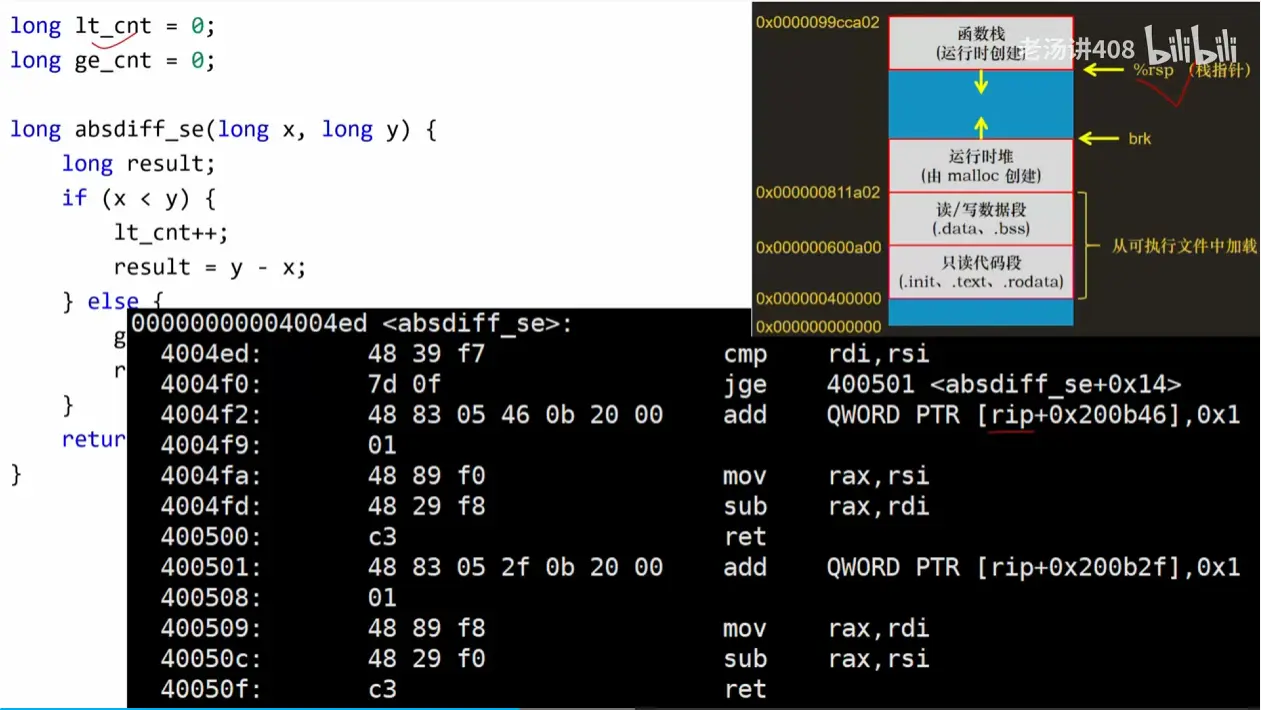 long lt_cnt = 0;
long ge_cnt = 0;
long absdiff_se(long x, long y) {
long result;
if (x < y) {
lt_cnt++;
result = y - x;
} else {
g
r
}
retur
}
0x0000099cca02
函数栈
(运行时创建)
老汤讲408 bilibili
%rsp (栈指针)
brk
运行时堆
(由 malloc 创建)
0x000000811a02
读/写数据段
(.data、.bss)
从可执行文件中加载
0x000000600a00
只读代码段
(.init、.text、.rodata)
0x000000400000
0x000000000000
00000000004004ed <absdiff_se>:
4004ed: 48 39 f7 cmp rdi,rsi
4004f0: 7d 0f jge 400501 <absdiff_se+0x14>
4004f2: 48 83 05 46 0b 20 00 add QWORD PTR [rip+0x200b46],0x1
4004f9: 01
4004fa: 48 89 f0 mov rax,rsi
4004fd: 48 29 f8 sub rax,rdi
400500: c3 ret
400501: 48 83 05 2f 0b 20 00 add QWORD PTR [rip+0x200b2f],0x1
400508: 01
400509: 48 89 f8 mov rax,rdi
40050c: 48 29 f0 sub rax,rsi
40050f: c3 ret